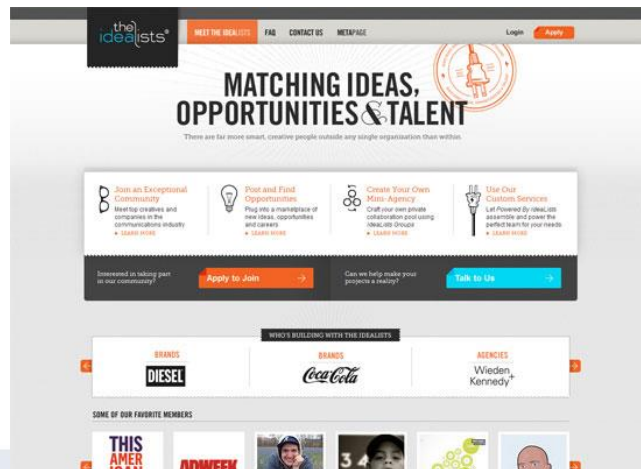 the
idealists®
MEET THE IDEALISTS FAQ CONTACT US METAPAGE Login Apply
MATCHING IDEAS,
OPPORTUNITIES & TALENT
There are far more smart, creative people outside any single organisation than within.
Join an Exceptional
Community
Meet top creatives and
companies in the
communications industry
LEARN MORE
Post and Find
Opportunities
Plug into a marketplace of
new ideas, opportunities
and careers
LEARN MORE
Create Your Own
Mini-Agency
Craft your own private
collaboration pool using
IdeaLists Groups
LEARN MORE
Use Our
Custom Services
Let Powered By IdeaLists
assemble and power the
perfect team for your needs
LEARN MORE
Interested in taking part
in our community?
Apply to Join
Can we help make your
projects a reality?
Talk to Us
WHO'S BUILDING WITH THE IDEALISTS
BRANDS
DIESEL
BRANDS
Coca-Cola
AGENCIES
Wieden
Kennedy+
SOME OF OUR FAVORITE MEMBERS
THIS
AMER
ICAN
ADWEEK
3 4